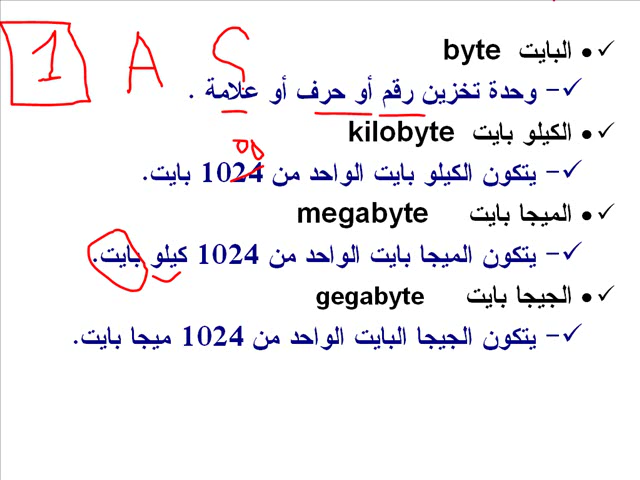 1 A S
• البايت byte
- وحدة تخزين رقم أو حرف أو علامة .
• الكيلو بايت kilobyte
00
- يتكون الكيلو بايت الواحد من 1024 بايت.
• الميجا بايت megabyte
- يتكون الميجا بايت الواحد من 1024 كيلو بايت.
• الجيجا بايت gegabyte
- يتكون الجيجا البايت الواحد من 1024 ميجا بايت.